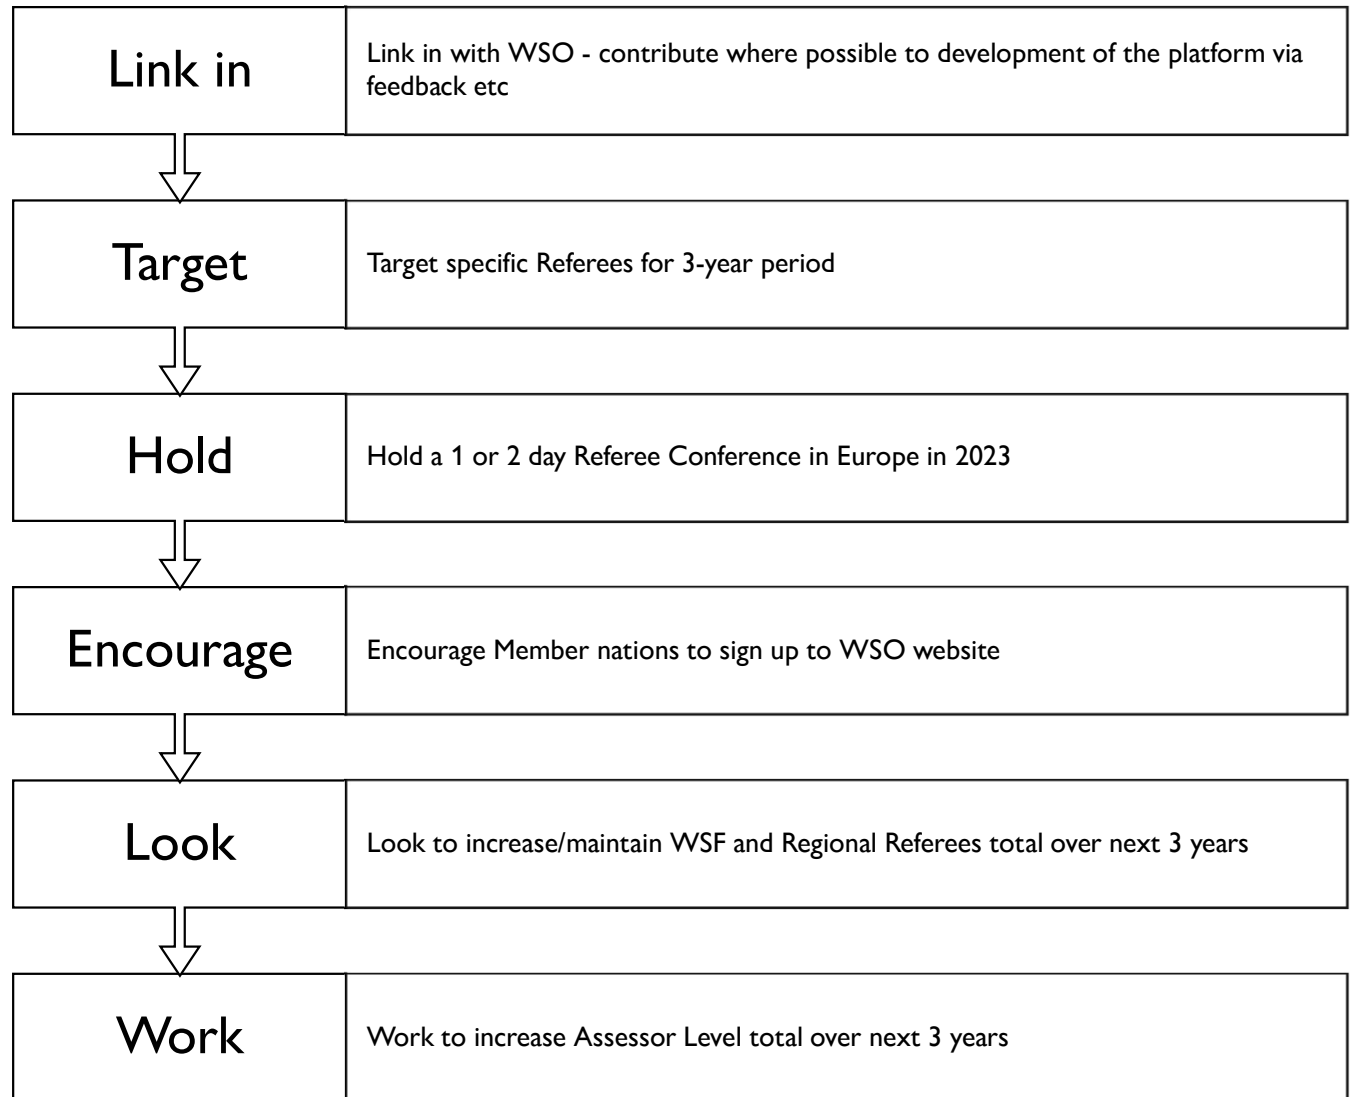 Link in
Link in with WSO - contribute where possible to development of the platform via
feedback etc
Target
Target specific Referees for 3-year period
Hold
Hold a 1 or 2 day Referee Conference in Europe in 2023
Encourage
Encourage Member nations to sign up to WSO website
Look
Look to increase/maintain WSF and Regional Referees total over next 3 years
Work
Work to increase Assessor Level total over next 3 years